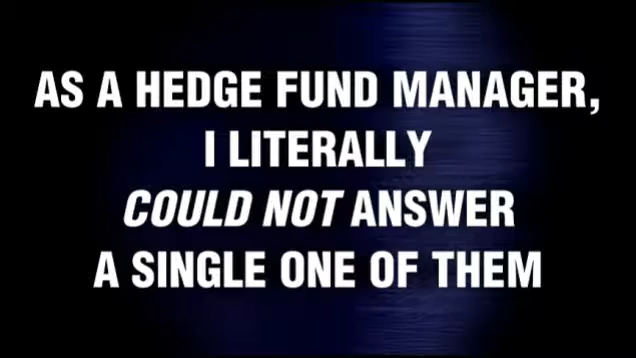 AS A HEDGE FUND MANAGER,
I LITERALLY
COULD NOT ANSWER
A SINGLE ONE OF THEM